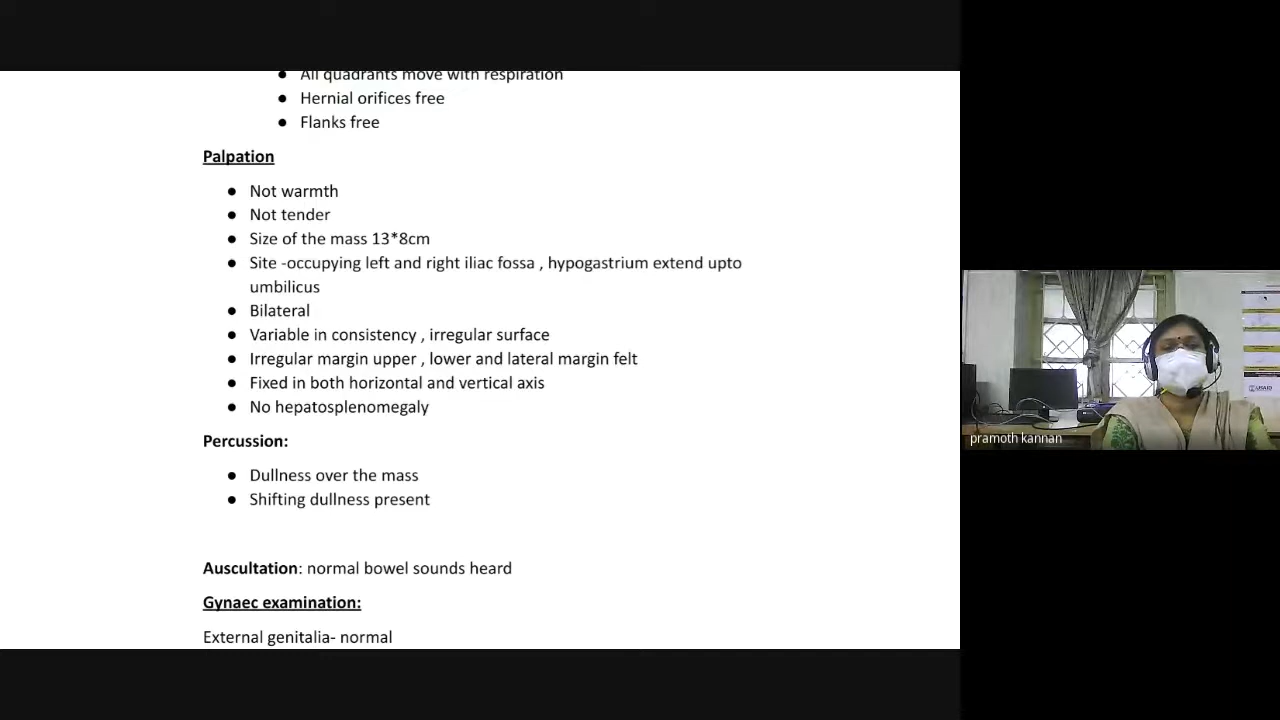 ● All quadrants move with respiration
● Hernial orifices free
● Flanks free
Palpation
● Not warmth
● Not tender
● Size of the mass 13*8cm
● Site -occupying left and right iliac fossa , hypogastrium extend upto
umbilicus
● Bilateral
● Variable in consistency , irregular surface
● Irregular margin upper , lower and lateral margin felt
● Fixed in both horizontal and vertical axis
● No hepatosplenomegaly
Percussion:
● Dullness over the mass
● Shifting dullness present
Auscultation: normal bowel sounds heard
Gynaec examination:
External genitalia- normal
pramoth kannan
USAID